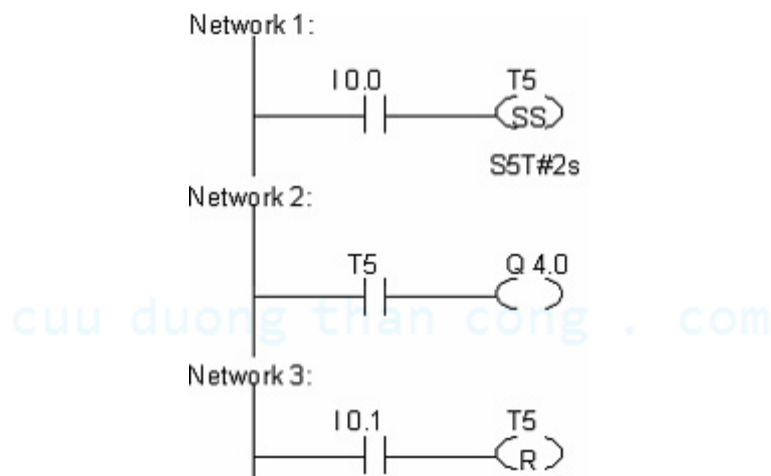 Network 1:
I 0.0 T5
SS
S5T#2s
Network 2:
T5 Q 4.0
cuu duong than cong . com
Network 3:
I 0.1 T5
R